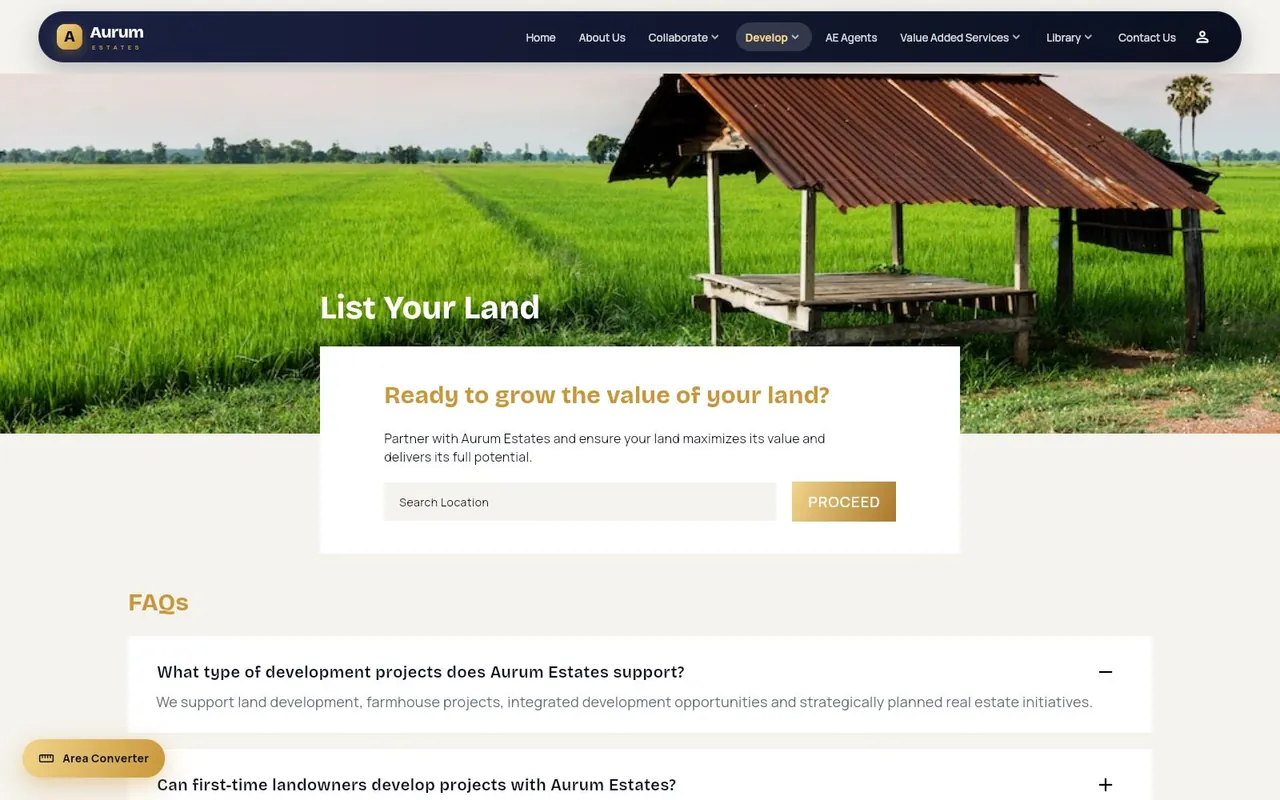 A
Aurum
ESTATES
Home
About Us
Collaborate
Develop
AE Agents
Value Added Services
Library
Contact Us
List Your Land
Ready to grow the value of your land?
Partner with Aurum Estates and ensure your land maximizes its value and
delivers its full potential.
Search Location
PROCEED
FAQs
What type of development projects does Aurum Estates support?
We support land development, farmhouse projects, integrated development opportunities and strategically planned real estate initiatives.
Area Converter
Can first-time landowners develop projects with Aurum Estates?